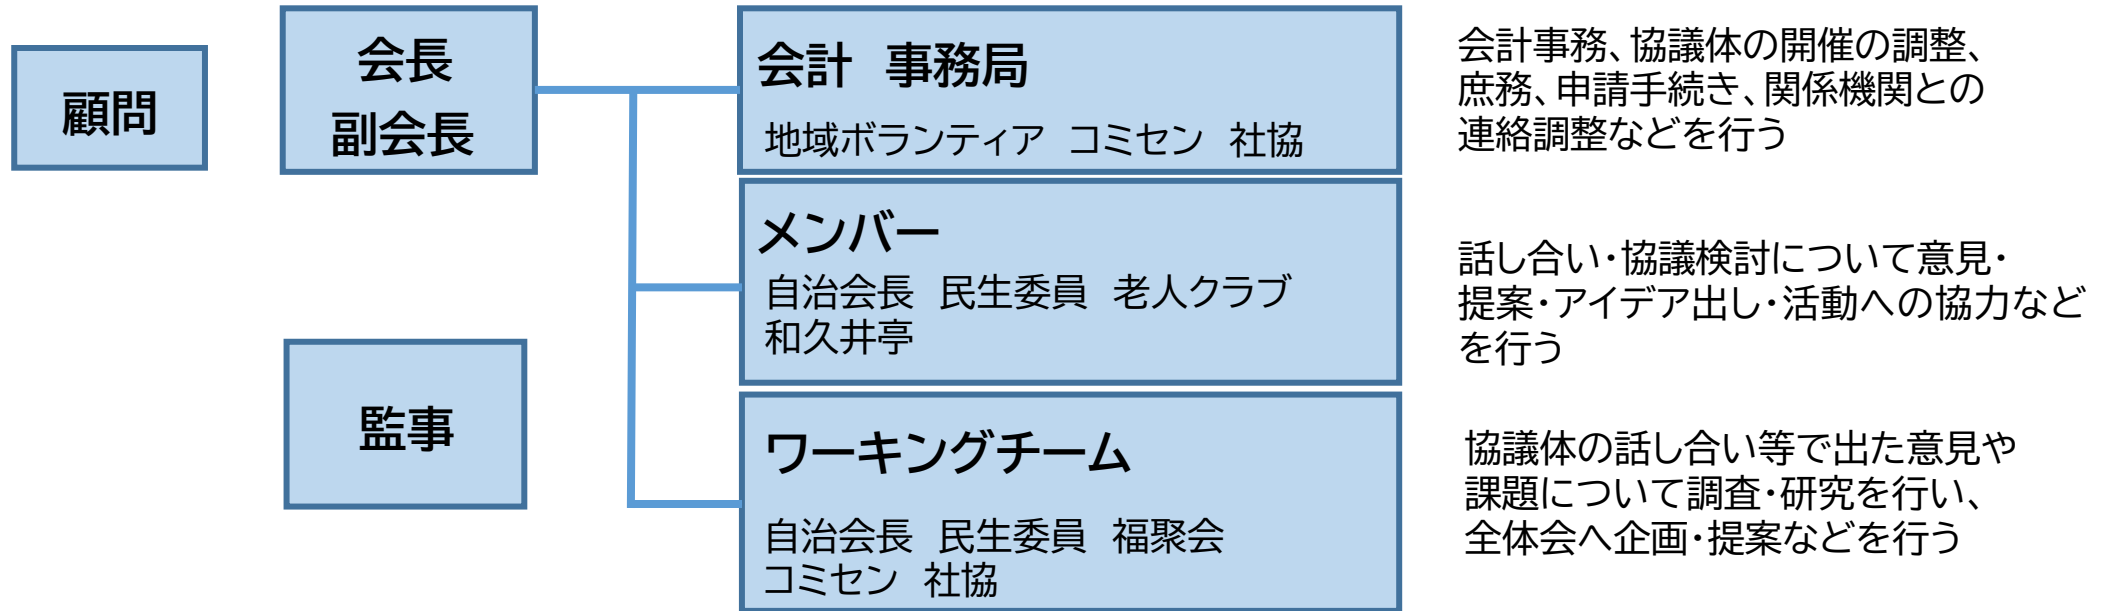 顧問
会長
副会長
監事
会計　事務局
地域ボランティア　コミセン　社協
会計事務、協議体の開催の調整、
庶務、申請手続き、関係機関との
連絡調整などを行う
メンバー
自治会長　民生委員　老人クラブ
和久井亭
話し合い・協議検討について意見・
提案・アイデア出し・活動への協力など
を行う
ワーキングチーム
自治会長　民生委員　福聚会
コミセン　社協
協議体の話し合い等で出た意見や
課題について調査・研究を行い、
全体会へ企画・提案などを行う